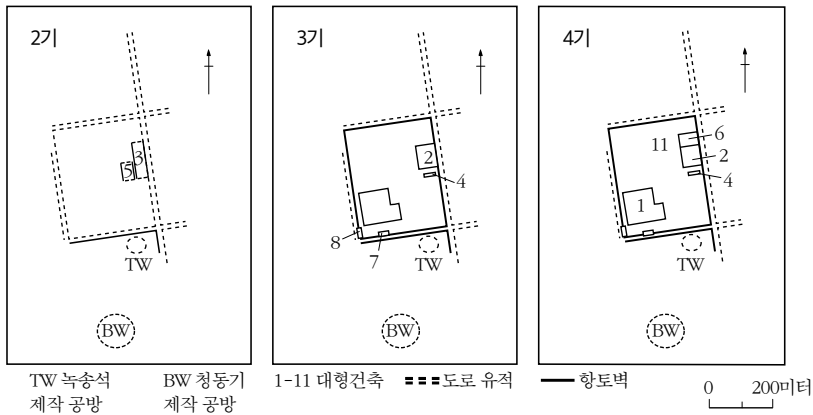 2기
3
5
TW
BW
3기
2
4
8
7
TW
BW
4기
11
6
2
4
1
TW
BW
TW 녹송석
제작 공방
BW 청동기
제작 공방
1-11 대형건축
도로 유적
항토벽
0 200미터